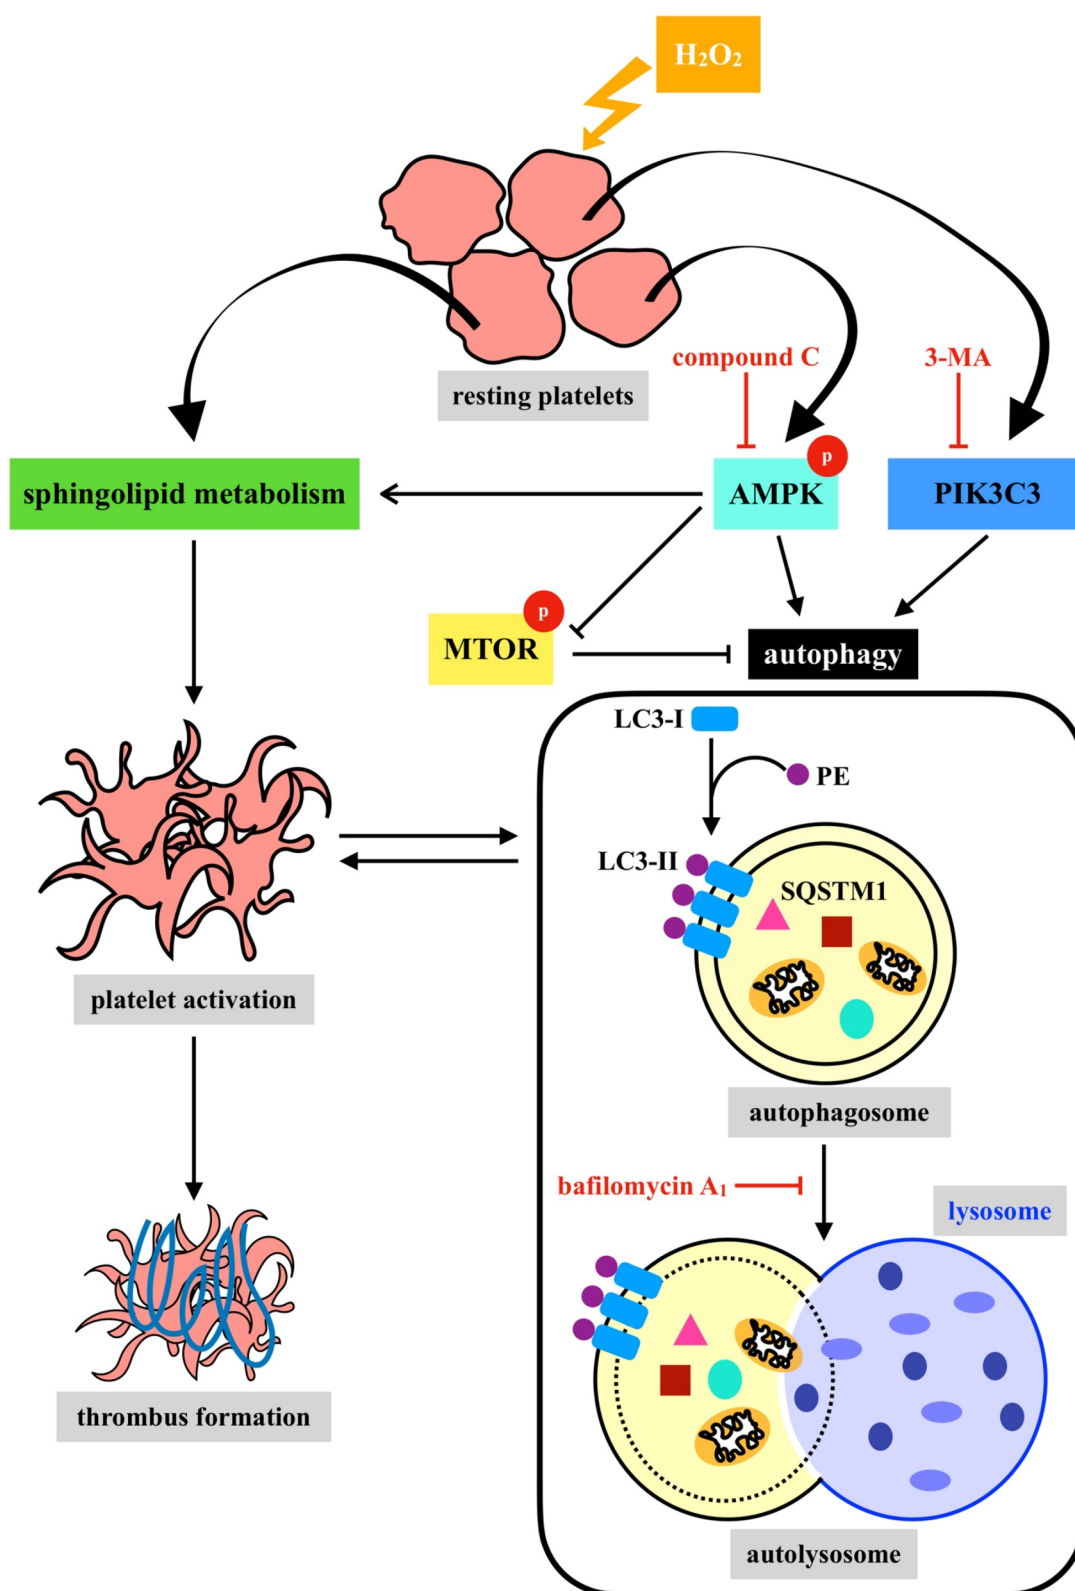 H₂O₂
compound C
3-MA
resting platelets
p
sphingolipid metabolism
AMPK
PIK3C3
p
MTOR
autophagy
LC3-I
PE
LC3-II
SQSTM1
platelet activation
autophagosome
bafilomycin A₁
lysosome
thrombus formation
autolysosome